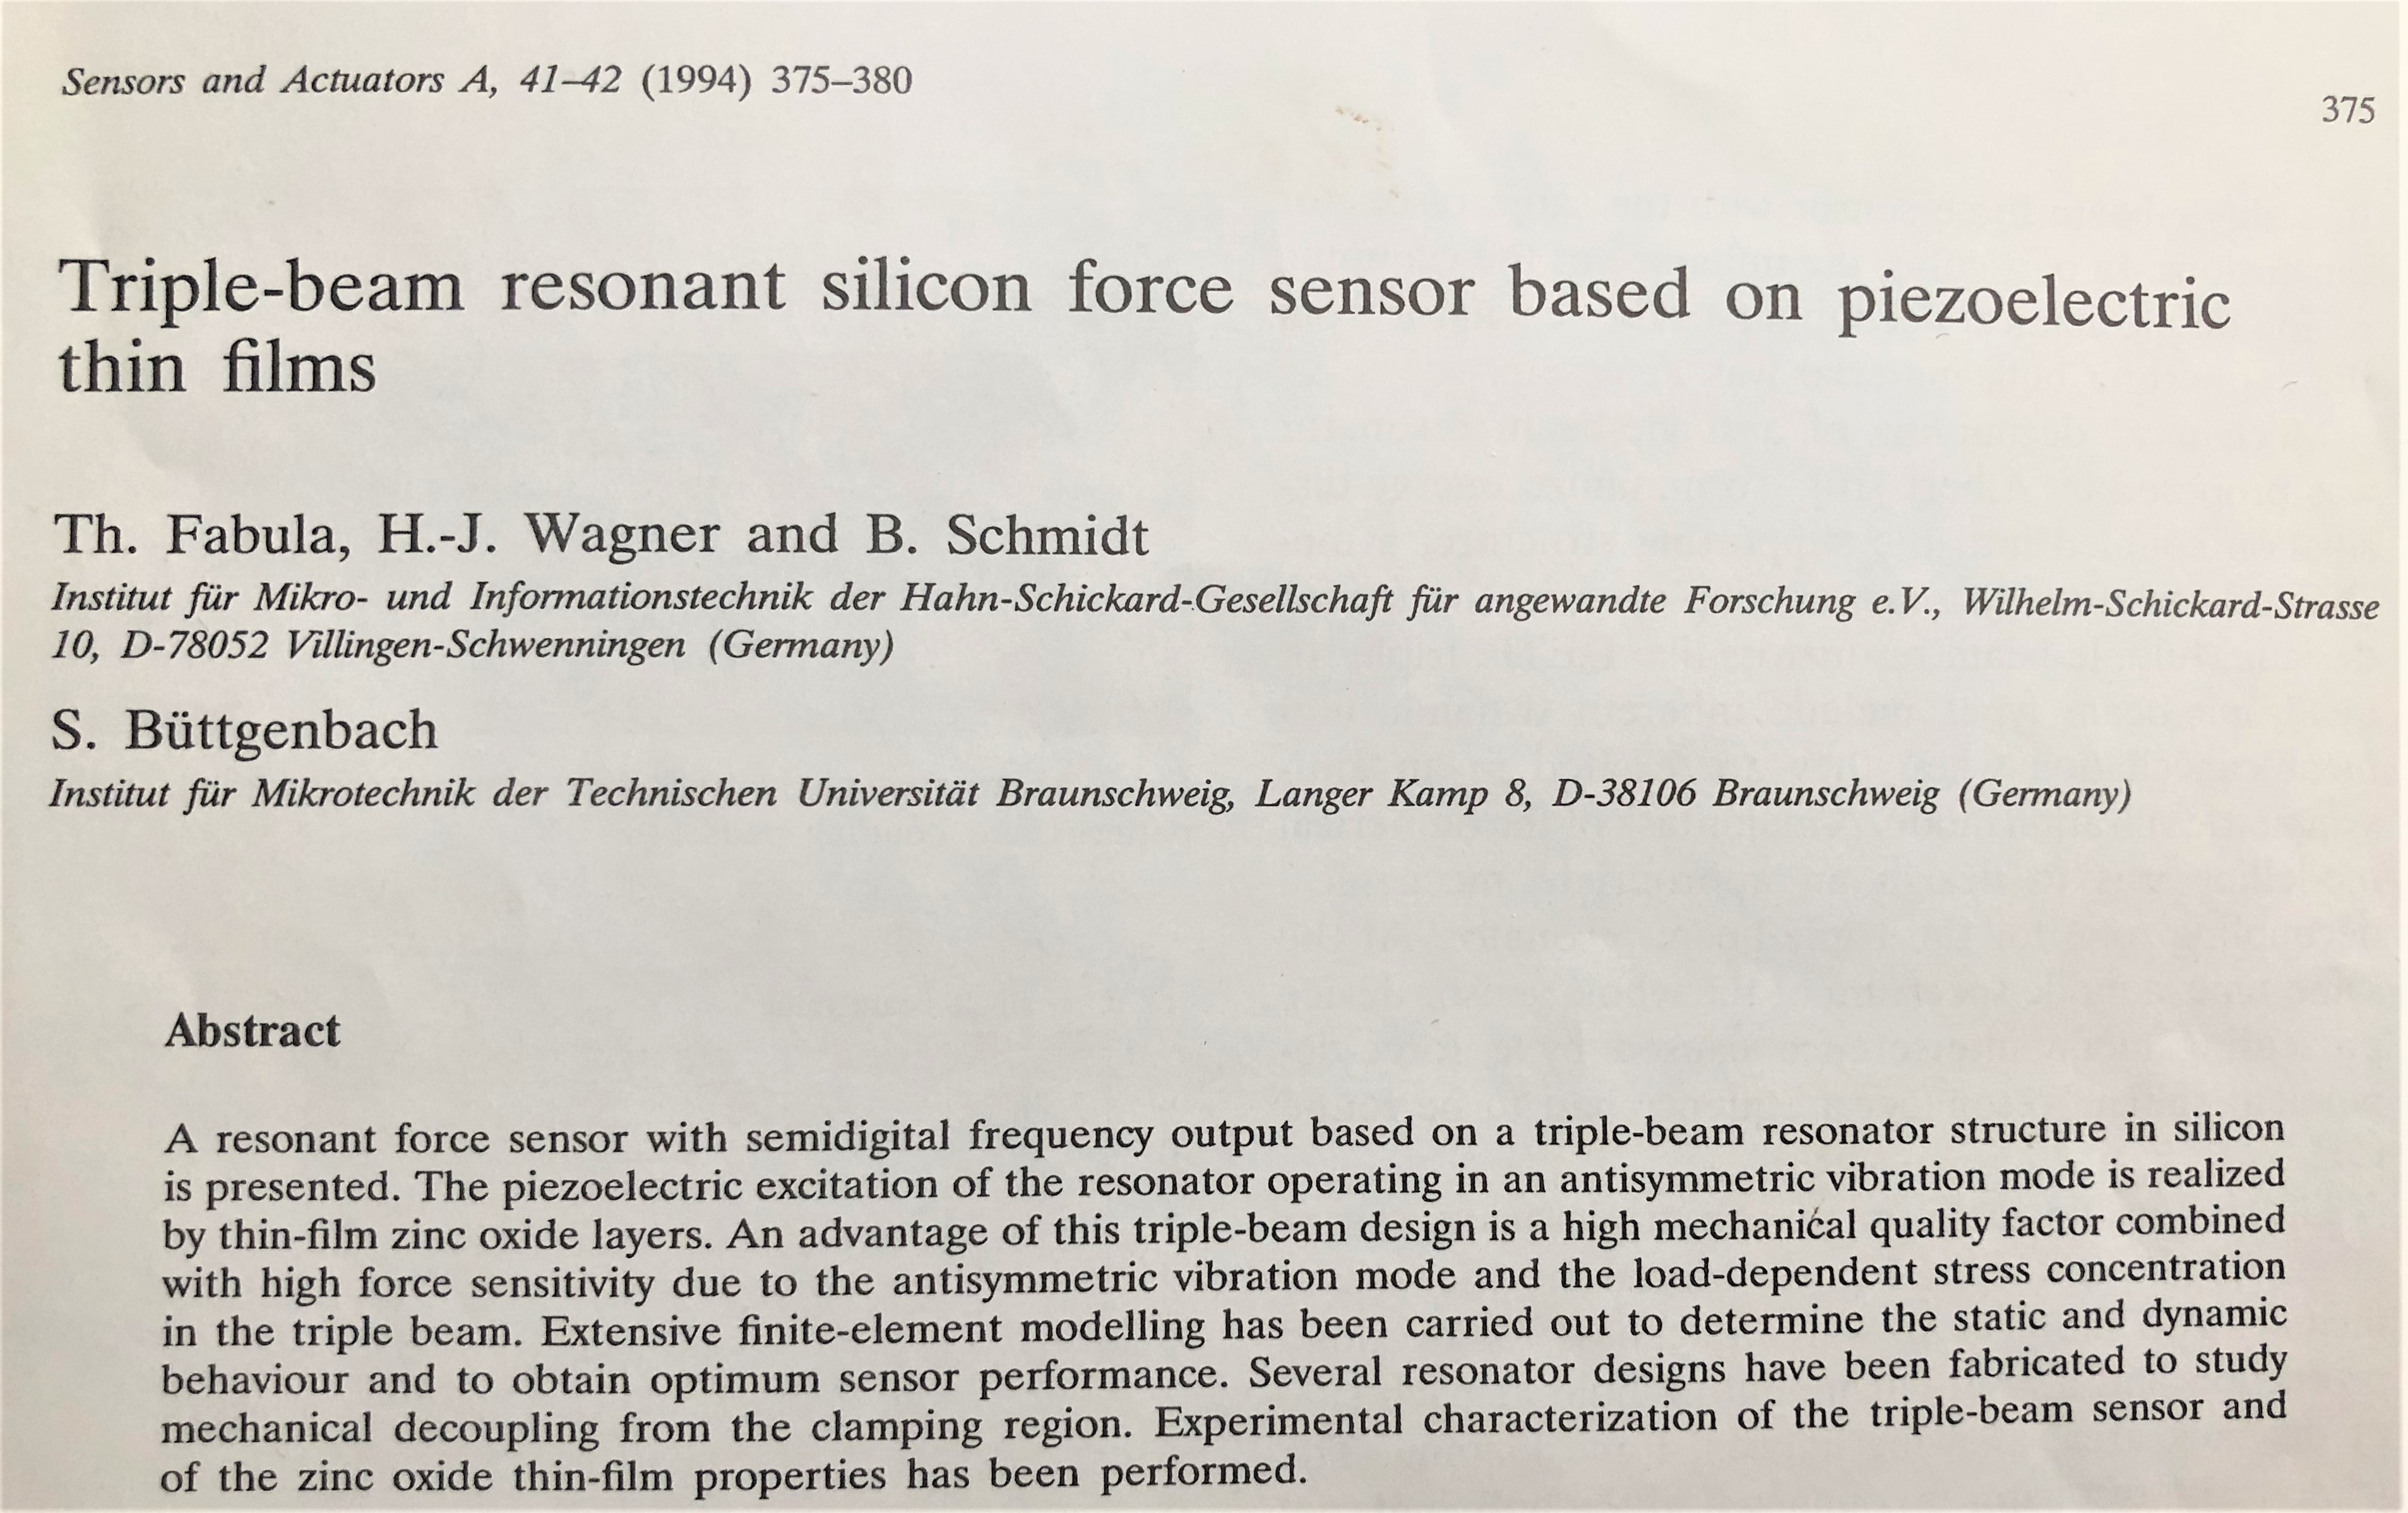 Sensors and Actuators A, 41–42 (1994) 375–380
375
Triple-beam resonant silicon force sensor based on piezoelectric
thin films
Th. Fabula, H.-J. Wagner and B. Schmidt
Institut für Mikro- und Informationstechnik der Hahn-Schickard-Gesellschaft für angewandte Forschung e.V., Wilhelm-Schickard-Strasse
10, D-78052 Villingen-Schwenningen (Germany)
S. Büttgenbach
Institut für Mikrotechnik der Technischen Universität Braunschweig, Langer Kamp 8, D-38106 Braunschweig (Germany)
Abstract
A resonant force sensor with semidigital frequency output based on a triple-beam resonator structure in silicon
is presented. The piezoelectric excitation of the resonator operating in an antisymmetric vibration mode is realized
by thin-film zinc oxide layers. An advantage of this triple-beam design is a high mechanical quality factor combined
with high force sensitivity due to the antisymmetric vibration mode and the load-dependent stress concentration
in the triple beam. Extensive finite-element modelling has been carried out to determine the static and dynamic
behaviour and to obtain optimum sensor performance. Several resonator designs have been fabricated to study
mechanical decoupling from the clamping region. Experimental characterization of the triple-beam sensor and
of the zinc oxide thin-film properties has been performed.